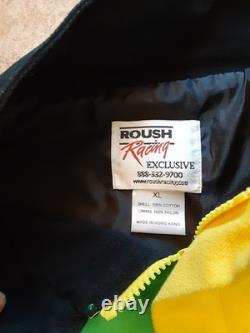 ROUSH
Racing
EXCLUSIVE
888-332-9700
www.roushracing.com
XL
SHELL: 100% COTTON
LINING: 100% NYLON
MADE IN HONG KONG